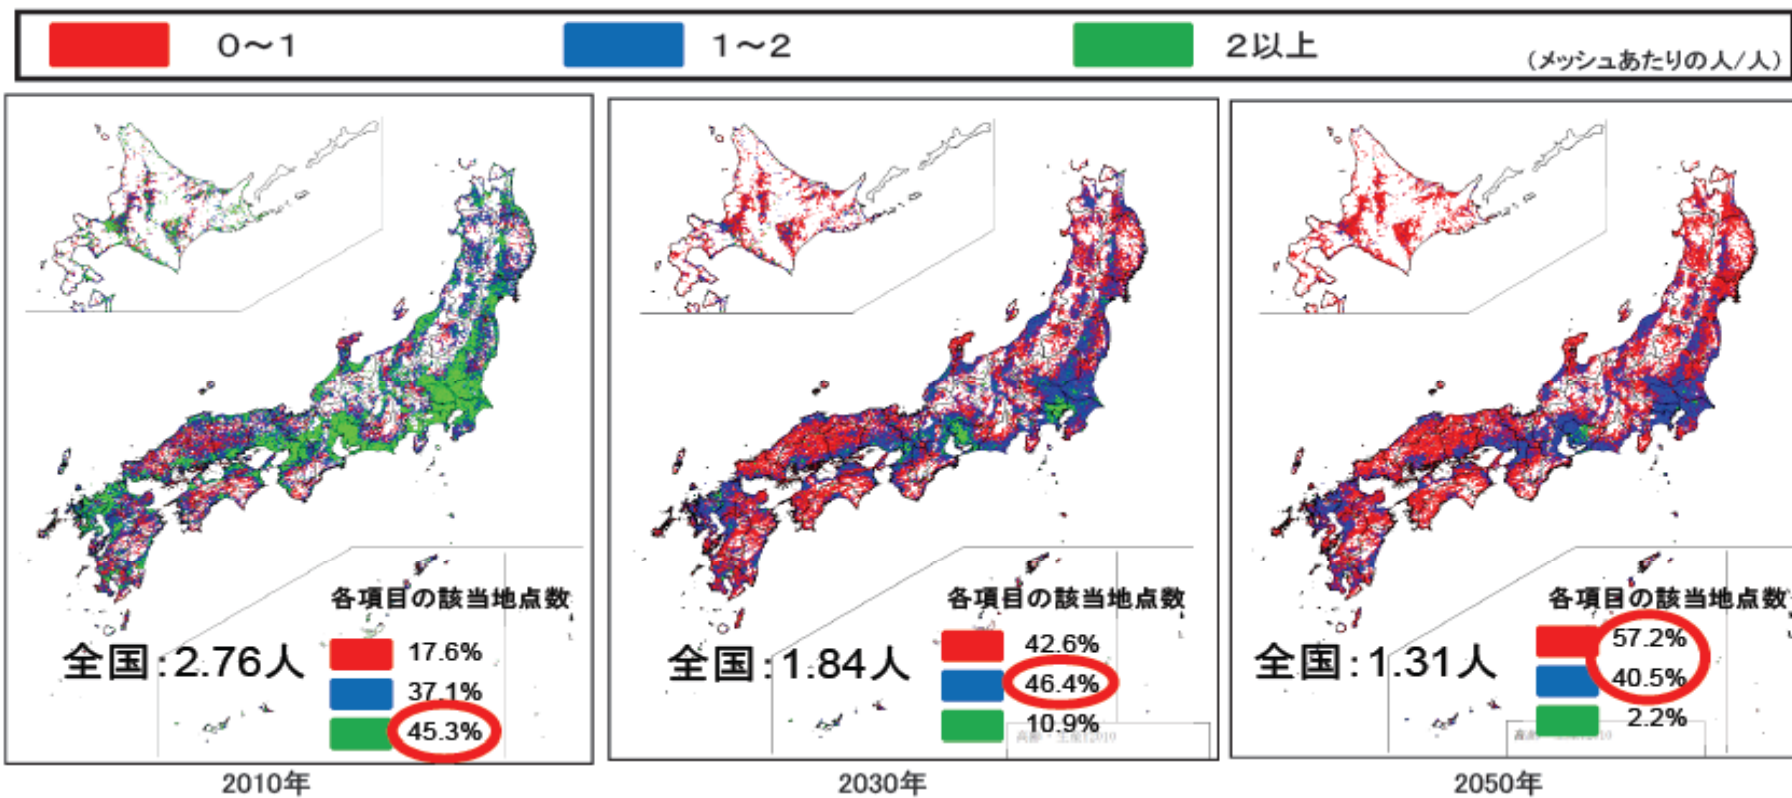 0～1
1～2
2以上
（メッシュあたりの人/人）
各項目の該当地点数
全国：2.76人
17.6%
37.1%
45.3%
2010年
各項目の該当地点数
全国：1.84人
42.6%
46.4%
10.9%
2030年
各項目の該当地点数
全国：1.31人
57.2%
40.5%
2.2%
2050年